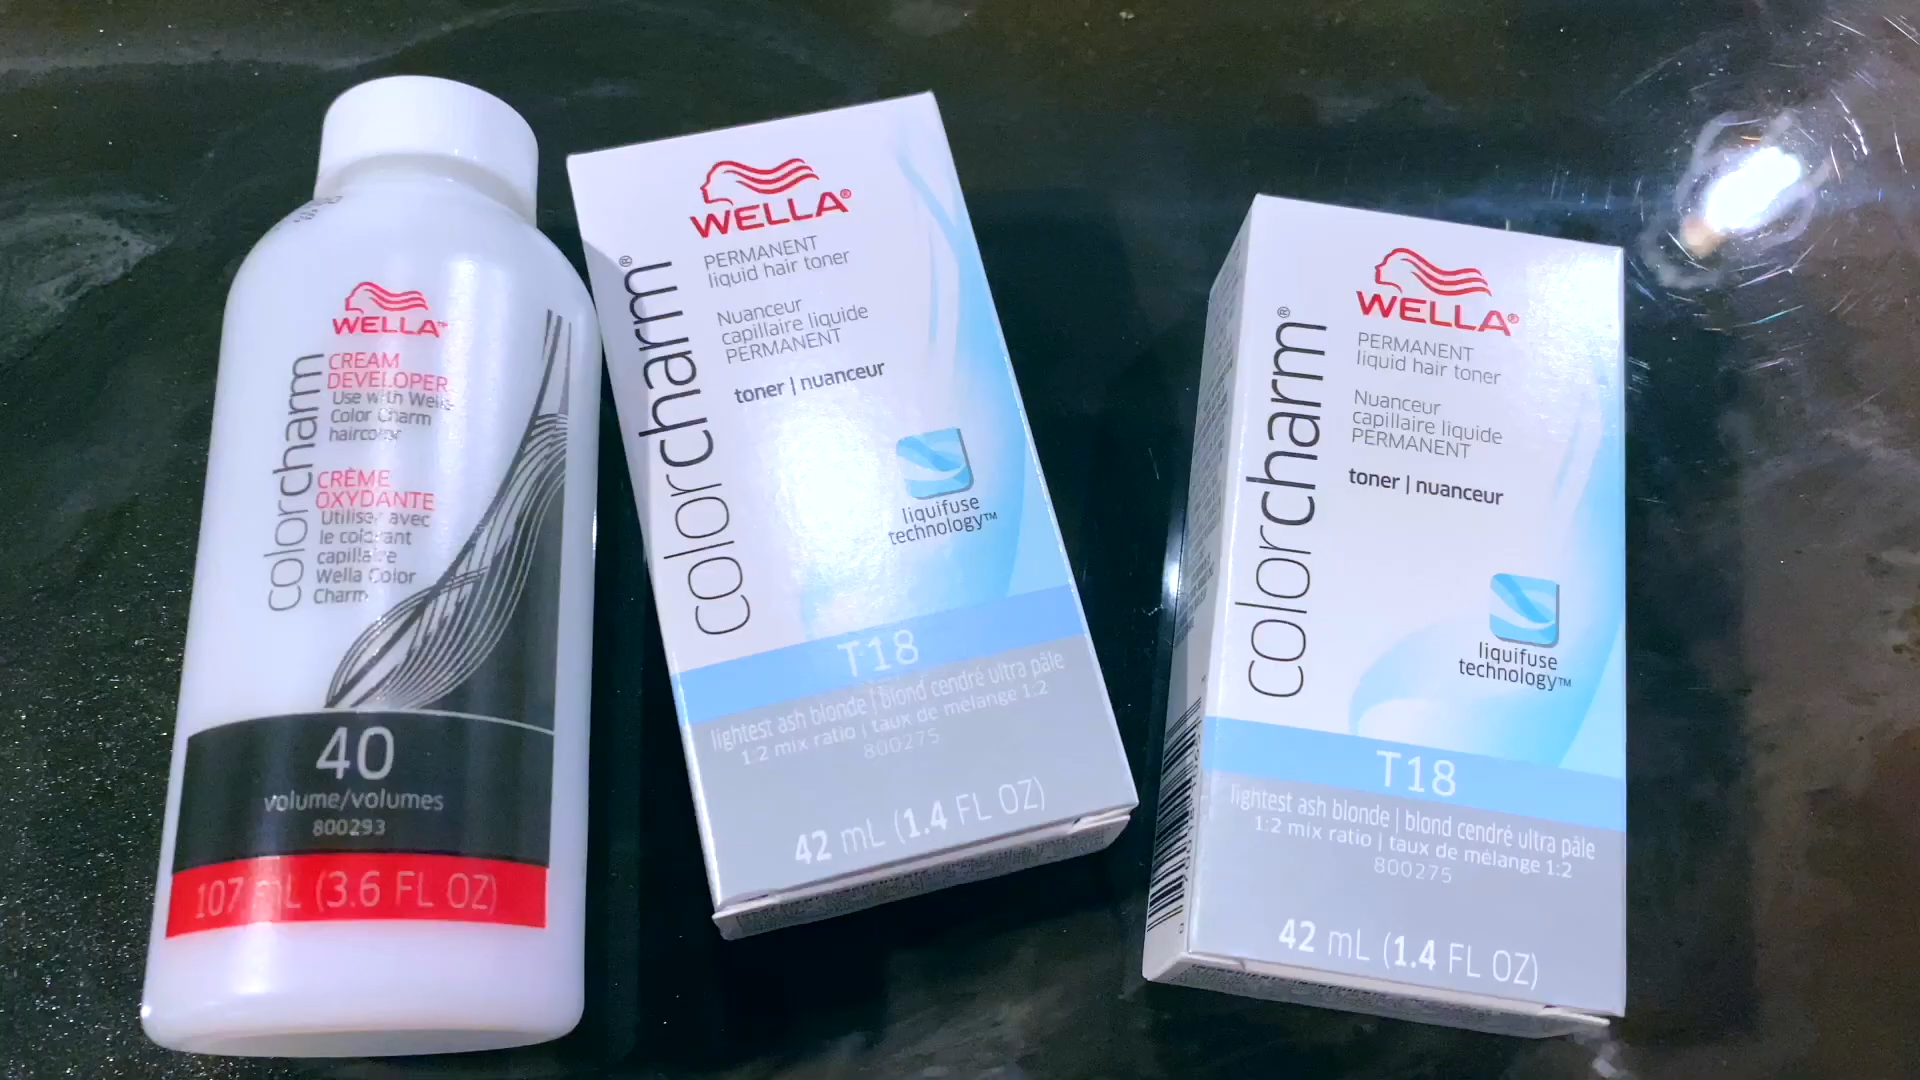 WELLA™
colorcharm
CREAM
DEVELOPER
Use with Wella
Color Charm
haircolor
CRÈME
OXYDANTE
Utiliser avec
le colorant
capillaire
Wella Color
Charm
40
volume/volumes
800293
107 mL (3.6 FL OZ)
WELLA®
colorcharm®
PERMANENT
liquid hair toner
Nuanceur
capillaire liquide
PERMANENT
toner | nuanceur
liquifuse
technology™
T18
lightest ash blonde | blond cendré ultra pâle
1:2 mix ratio | taux de mélange 1:2
800275
42 mL (1.4 FL OZ)
WELLA®
colorcharm®
PERMANENT
liquid hair toner
Nuanceur
capillaire liquide
PERMANENT
toner | nuanceur
liquifuse
technology™
T18
lightest ash blonde | blond cendré ultra pâle
1:2 mix ratio | taux de mélange 1:2
800275
42 mL (1.4 FL OZ)